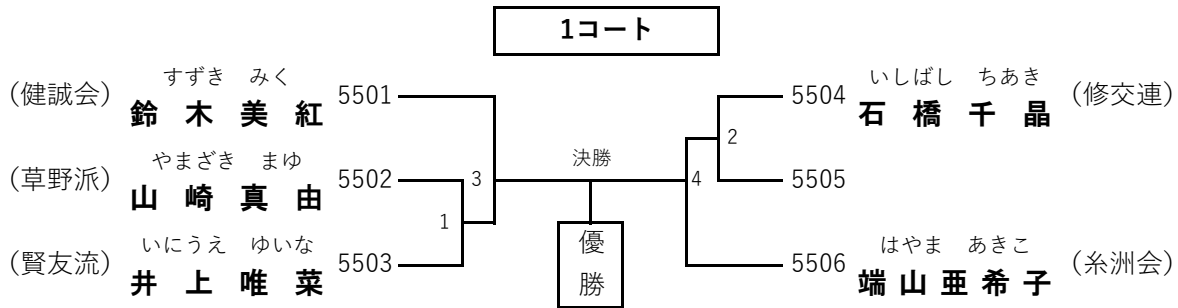 1コート
すずき みく
(健誠会) 鈴木美紅 5501
やまざき まゆ
(草野派) 山崎真由 5502
いにうえ ゆいな
(賢友流) 井上唯菜 5503
1
3
決勝
優
勝
4
2
いしばし ちあき
5504 石橋千晶 (修交連)
5505
はやま あきこ
5506 端山亜希子 (糸洲会)